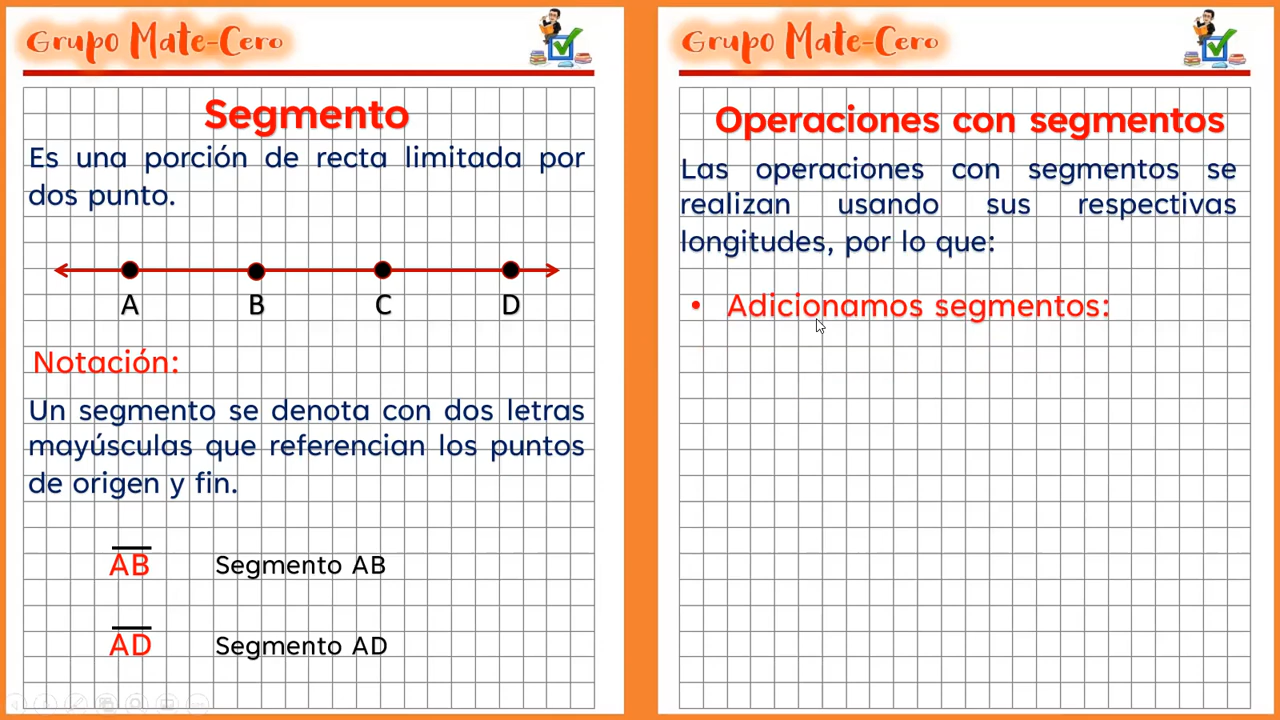 Grupo Mate-Cero
Segmento
Es una porción de recta limitada por
dos punto.
A B C D
Notación:
Un segmento se denota con dos letras
mayúsculas que referencian los puntos
de origen y fin.
AB Segmento AB
AD Segmento AD
Grupo Mate-Cero
Operaciones con segmentos
Las operaciones con segmentos se
realizan usando sus respectivas
longitudes, por lo que:
• Adicionamos segmentos: